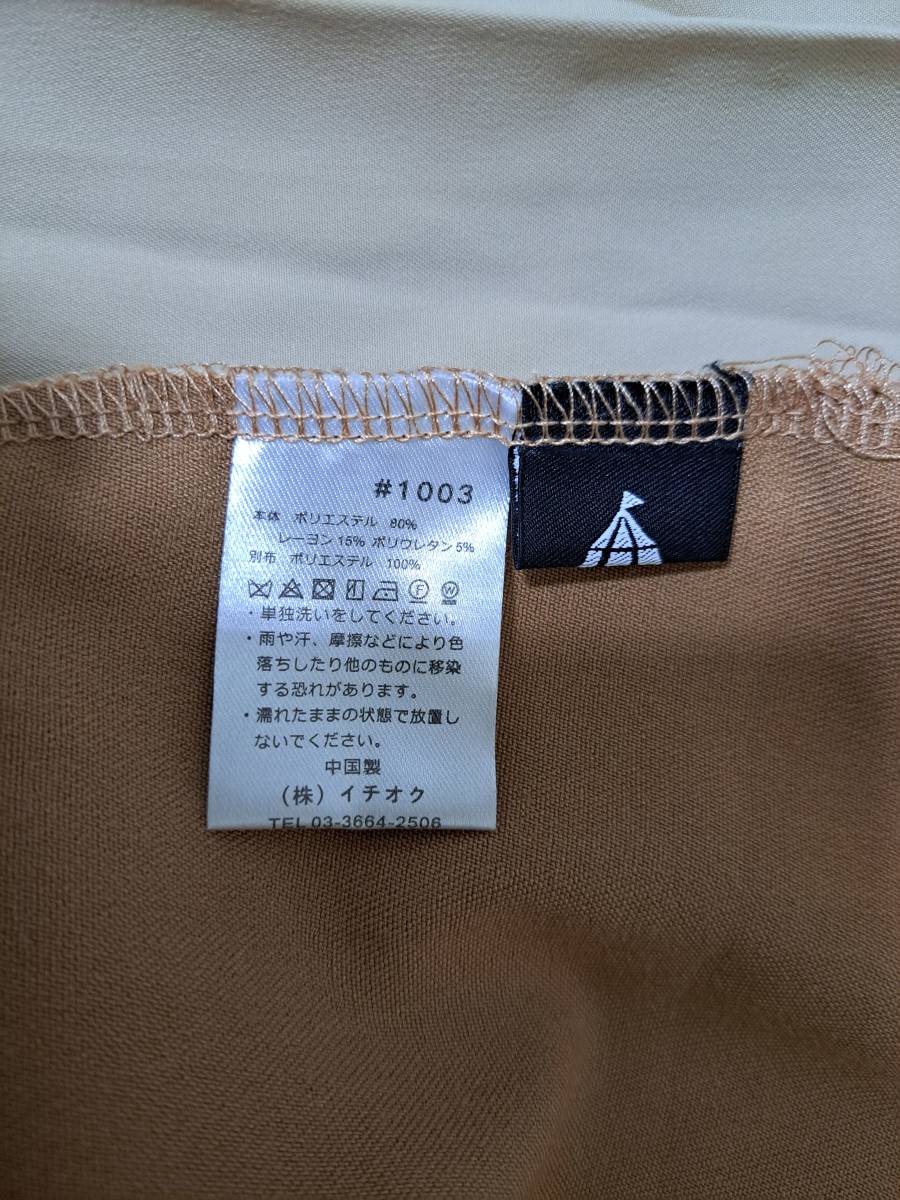 #1003
本体 ポリエステル 80%
レーヨン 15% ポリウレタン 5%
別布 ポリエステル 100%
F W
・単独洗いをしてください。
・雨や汗、摩擦などにより色
落ちしたり他のものに移染
する恐れがあります。
・濡れたままの状態で放置し
ないでください。
中国製
(株)イチオク
TEL 03-3664-2506